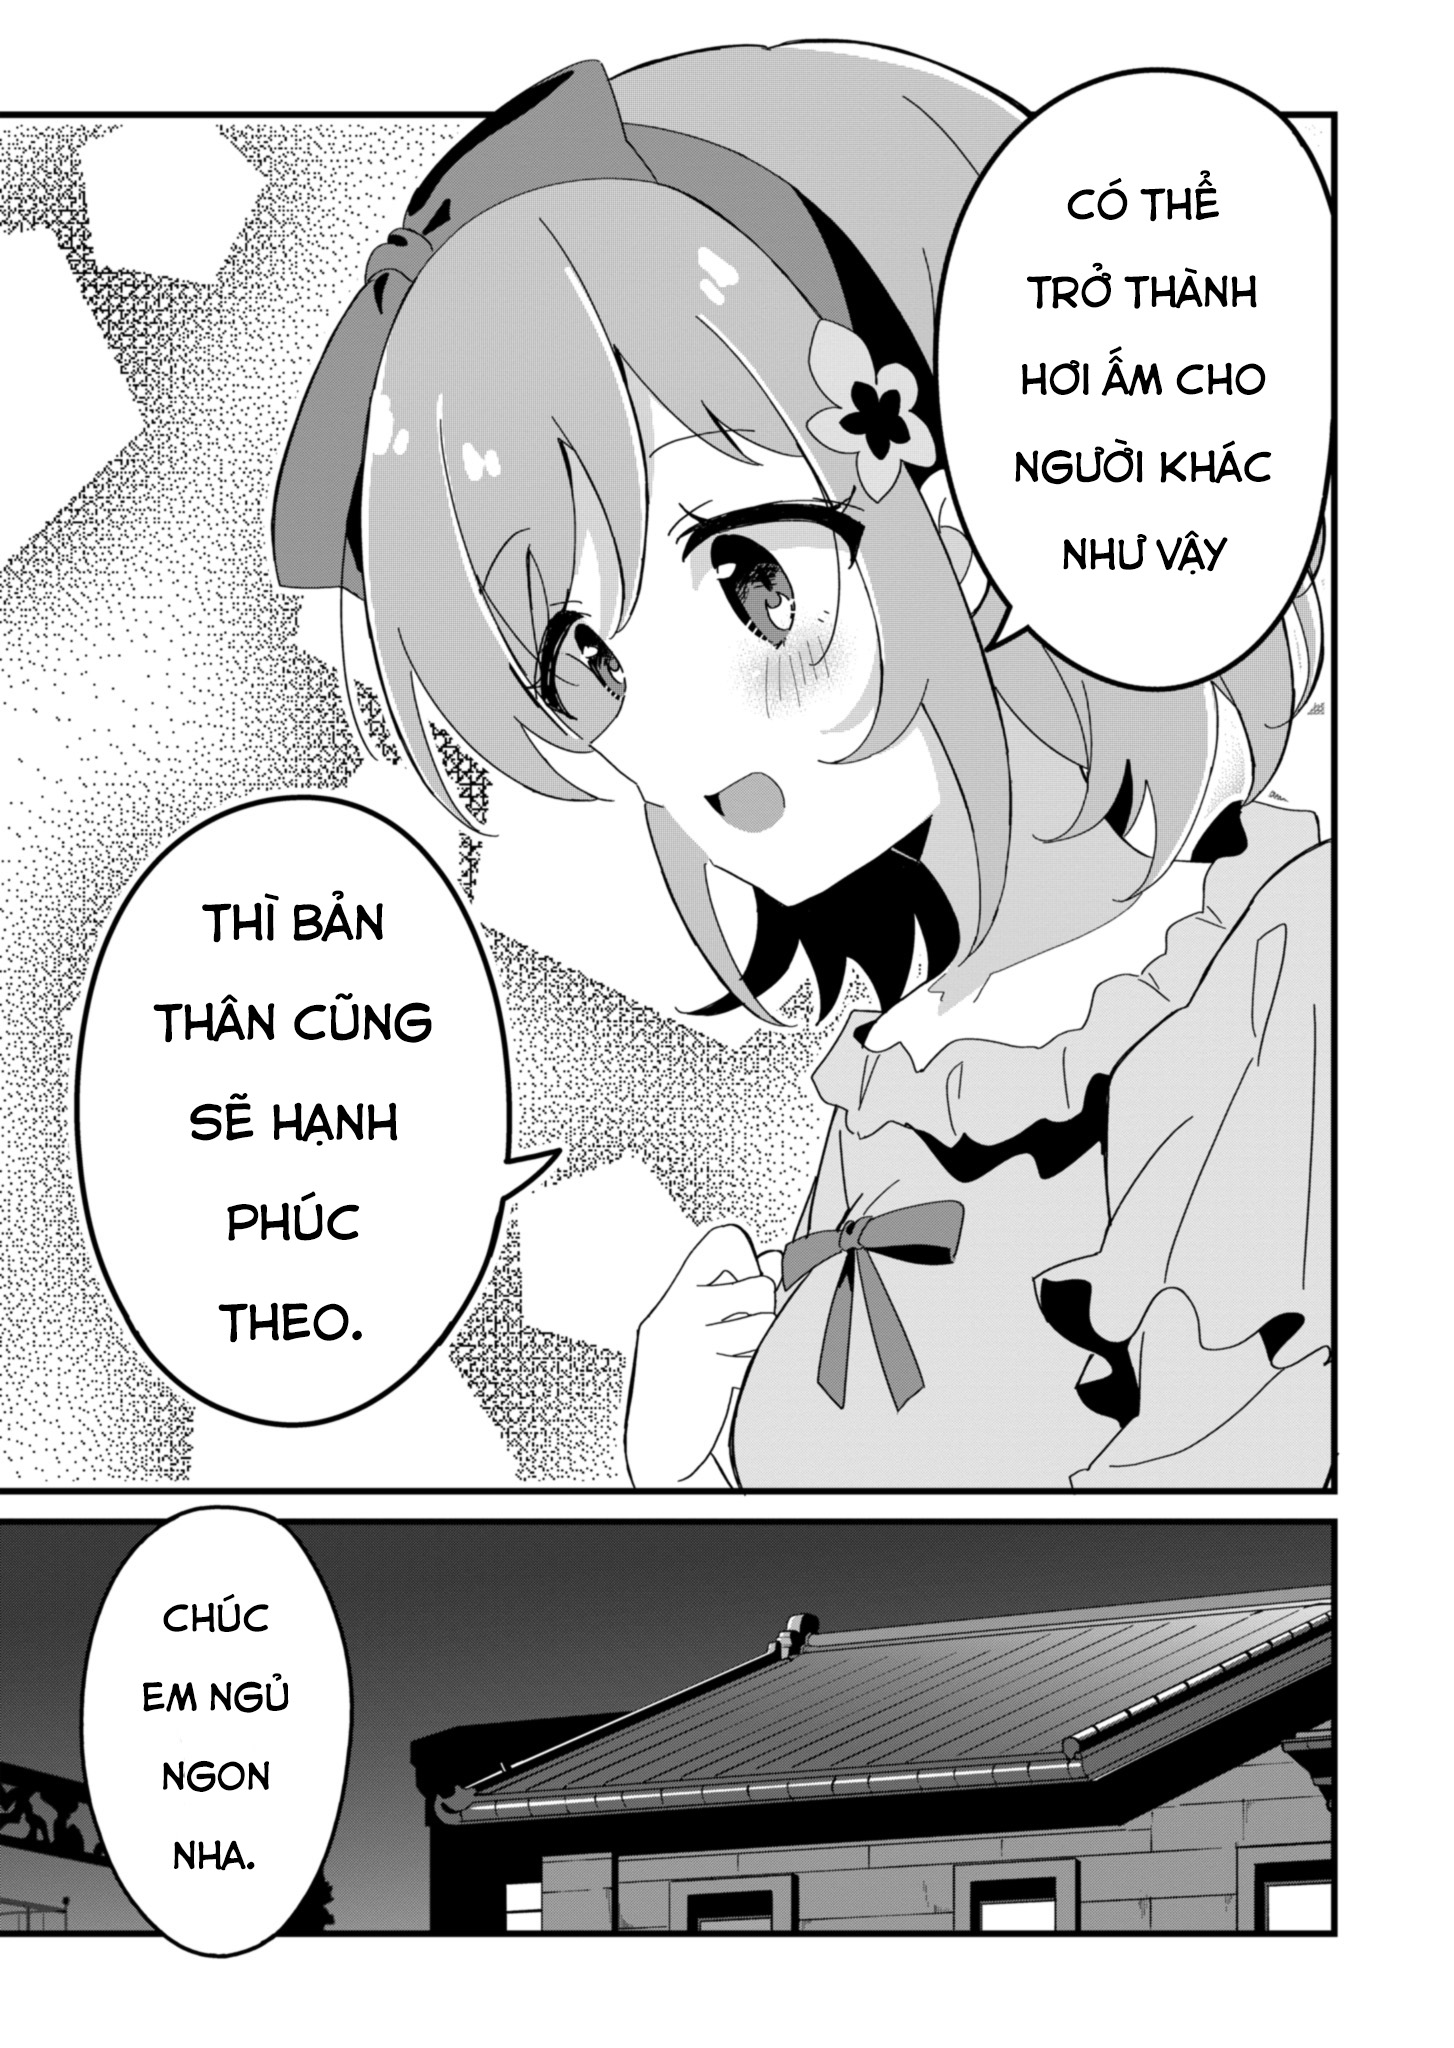 CÓ THỂ
TRỞ THÀNH
HƠI ẤM CHO
NGƯỜI KHÁC
NHƯ VẬY
THÌ BẢN
THÂN CŨNG
SẼ HẠNH
PHÚC
THEO.
CHÚC
EM NGỦ
NGON
NHA.